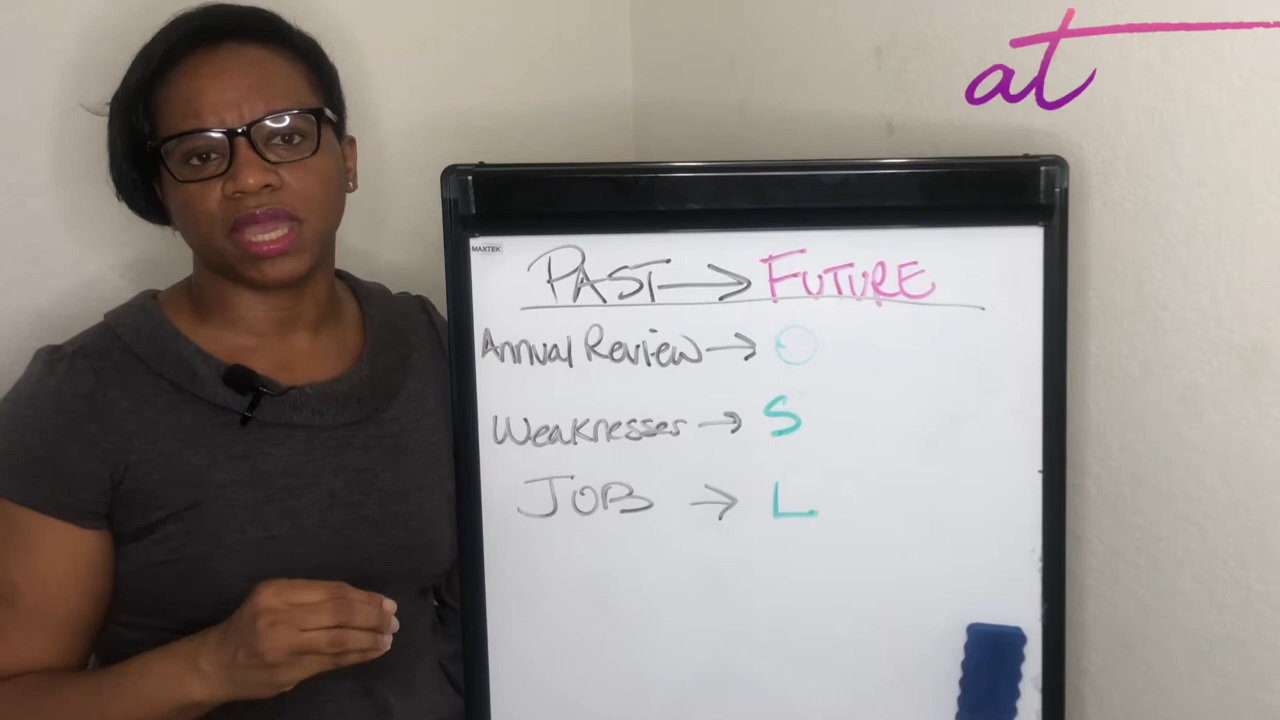 at
MAXTEK
PAST → FUTURE
Annual Review → O
Weaknesses → S
JOB → L